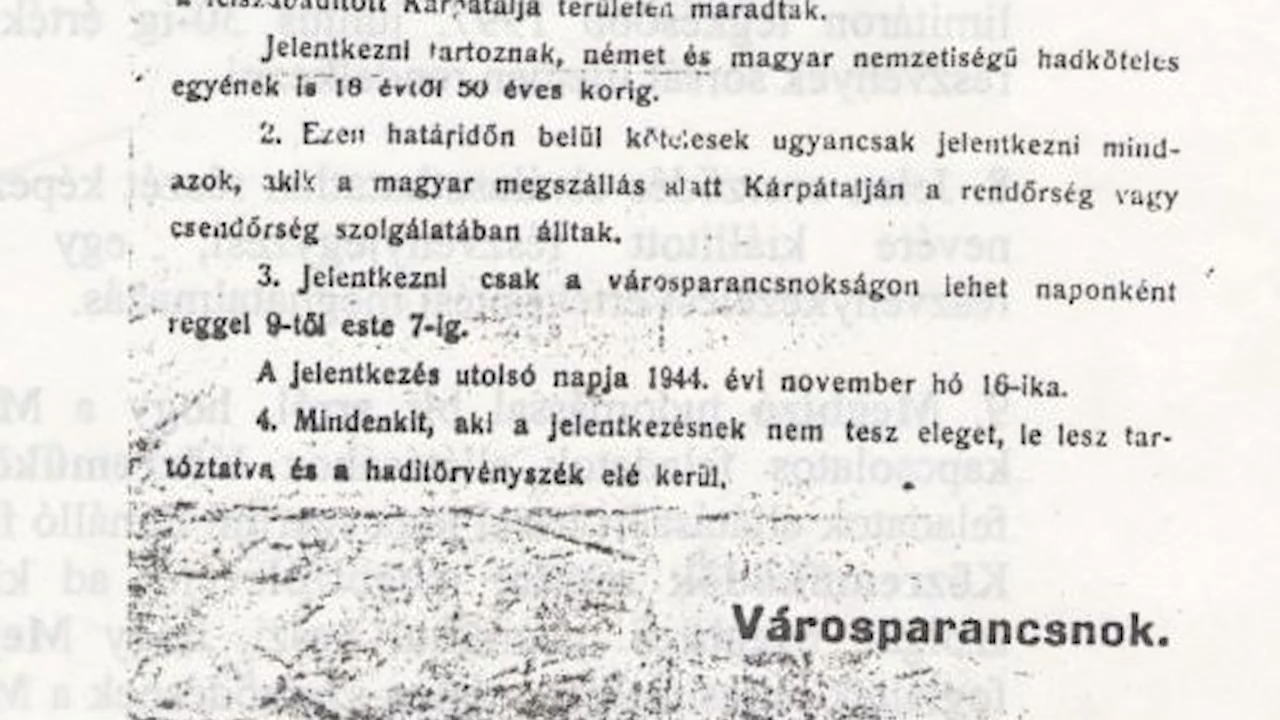 a felszabadított Kárpátalja területén maradtak.
Jelentkezni tartoznak, német és magyar nemzetiségű hadköteles
egyének is 18 évtől 50 éves korig.
2. Ezen határidőn belül kötelesek ugyancsak jelentkezni mind-
azok, akik a magyar megszállás alatt Kárpátalján a rendőrség vagy
csendőrség szolgálatában álltak.
3. Jelentkezni csak a városparancsnokságon lehet naponként
reggel 9-től este 7-ig.
A jelentkezés utolsó napja 1944. évi november hó 16-ika.
4. Mindenkit, aki a jelentkezésnek nem tesz eleget, le lesz tar-
tóztatva és a haditörvényszék elé kerül.
Városparancsnok.